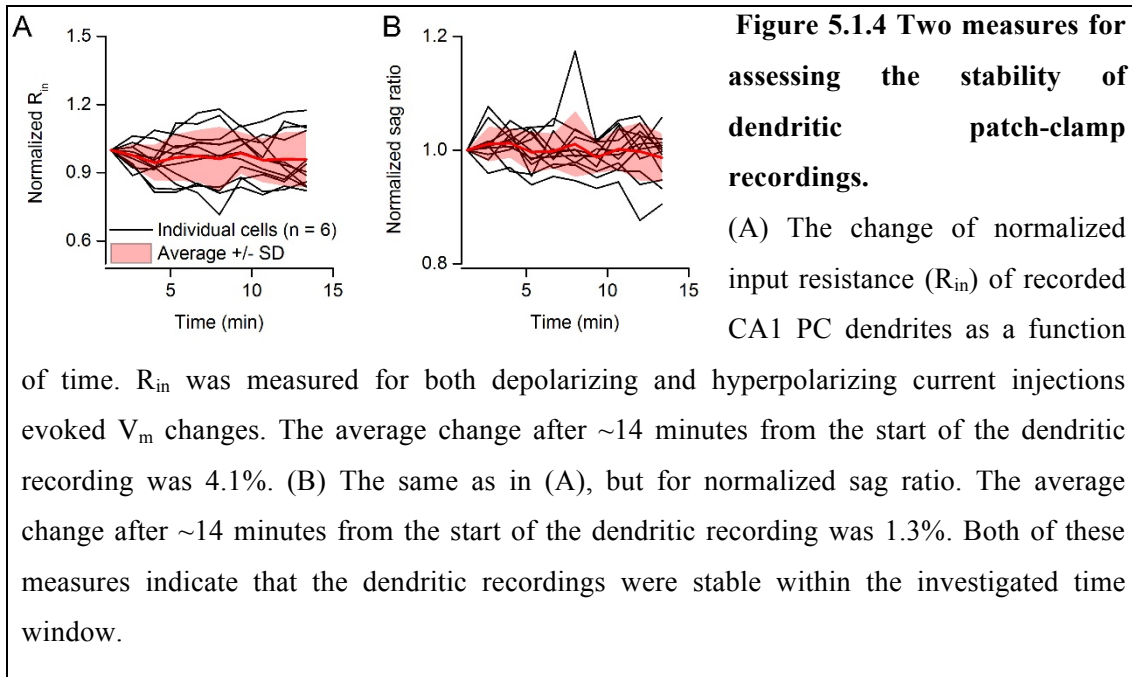 A
1.5
1.2
0.9
0.6
Normalized Rin
Individual cells (n = 6)
Average +/- SD
5
10
15
Time (min)
B
1.2
1.0
0.8
Normalized sag ratio
5
10
15
Time (min)
Figure 5.1.4 Two measures for
assessing the stability of
dendritic patch-clamp
recordings.
(A) The change of normalized
input resistance (Rin) of recorded
CA1 PC dendrites as a function
of time. Rin was measured for both depolarizing and hyperpolarizing current injections
evoked Vm changes. The average change after ~14 minutes from the start of the dendritic
recording was 4.1%. (B) The same as in (A), but for normalized sag ratio. The average
change after ~14 minutes from the start of the dendritic recording was 1.3%. Both of these
measures indicate that the dendritic recordings were stable within the investigated time
window.